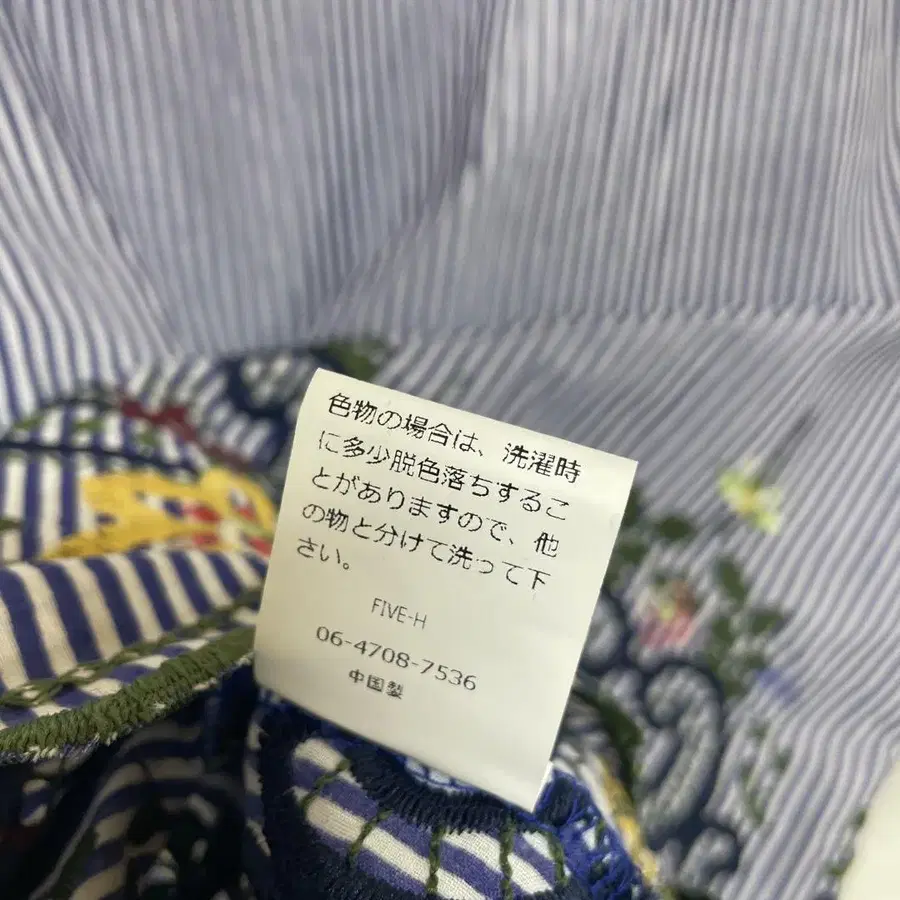 色物の場合は、洗濯時
に多少脱色落ちするこ
とがありますので、他
の物と分けて洗って下
さい。
FIVE-H
06-4708-7536
中国製